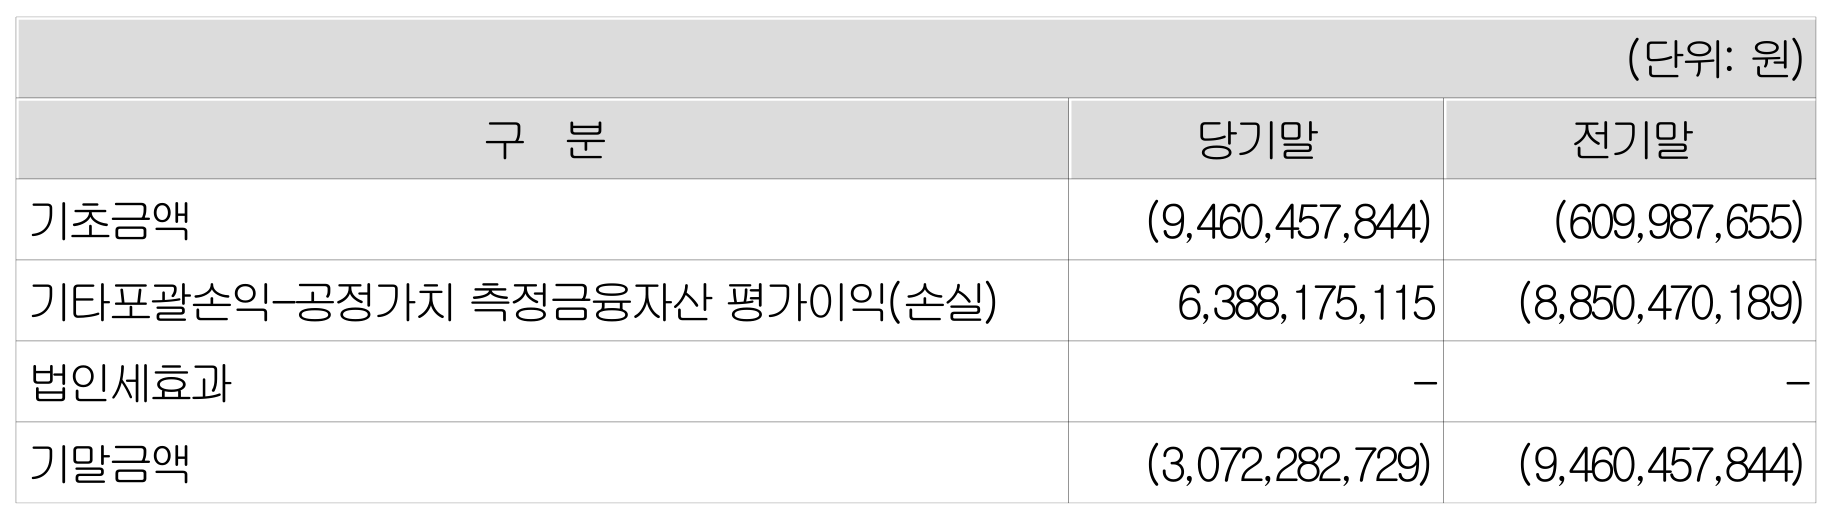 (단위: 원)
구 분 당기말 전기말
기초금액 (9,460,457,844) (609,987,655)
기타포괄손익-공정가치 측정금융자산 평가이익(손실) 6,388,175,115 (8,850,470,189)
법인세효과 - -
기말금액 (3,072,282,729) (9,460,457,844)